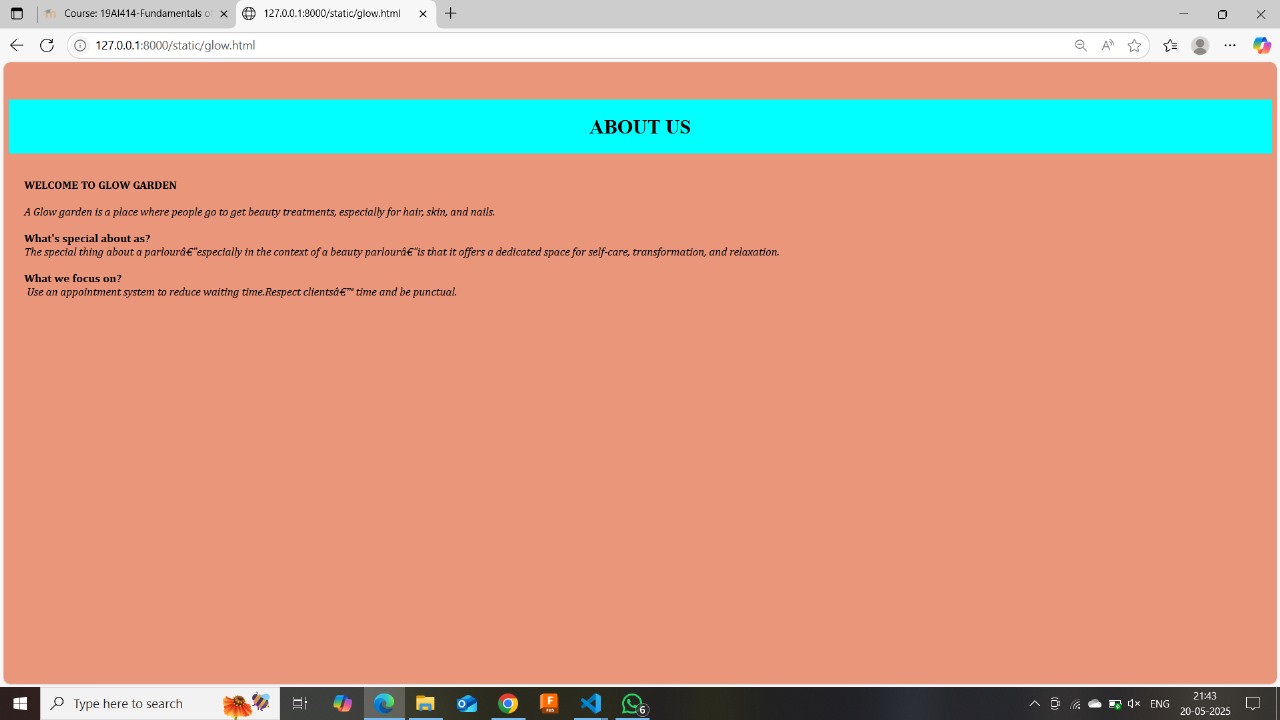 Course: 19AI414-Fundamentals of
127.0.0.1:8000/static/glow.html
127.0.0.1:8000/static/glow.html
ABOUT US
WELCOME TO GLOW GARDEN
A Glow garden is a place where people go to get beauty treatments, especially for hair, skin, and nails.
What's special about as?
The special thing about a parlourâ€”especially in the context of a beauty parlourâ€”is that it offers a dedicated space for self-care, transformation, and relaxation.
What we focus on?
Use an appointment system to reduce waiting time.Respect clientsâ€™ time and be punctual.
Type here to search
6
ENG
21:43
20-05-2025